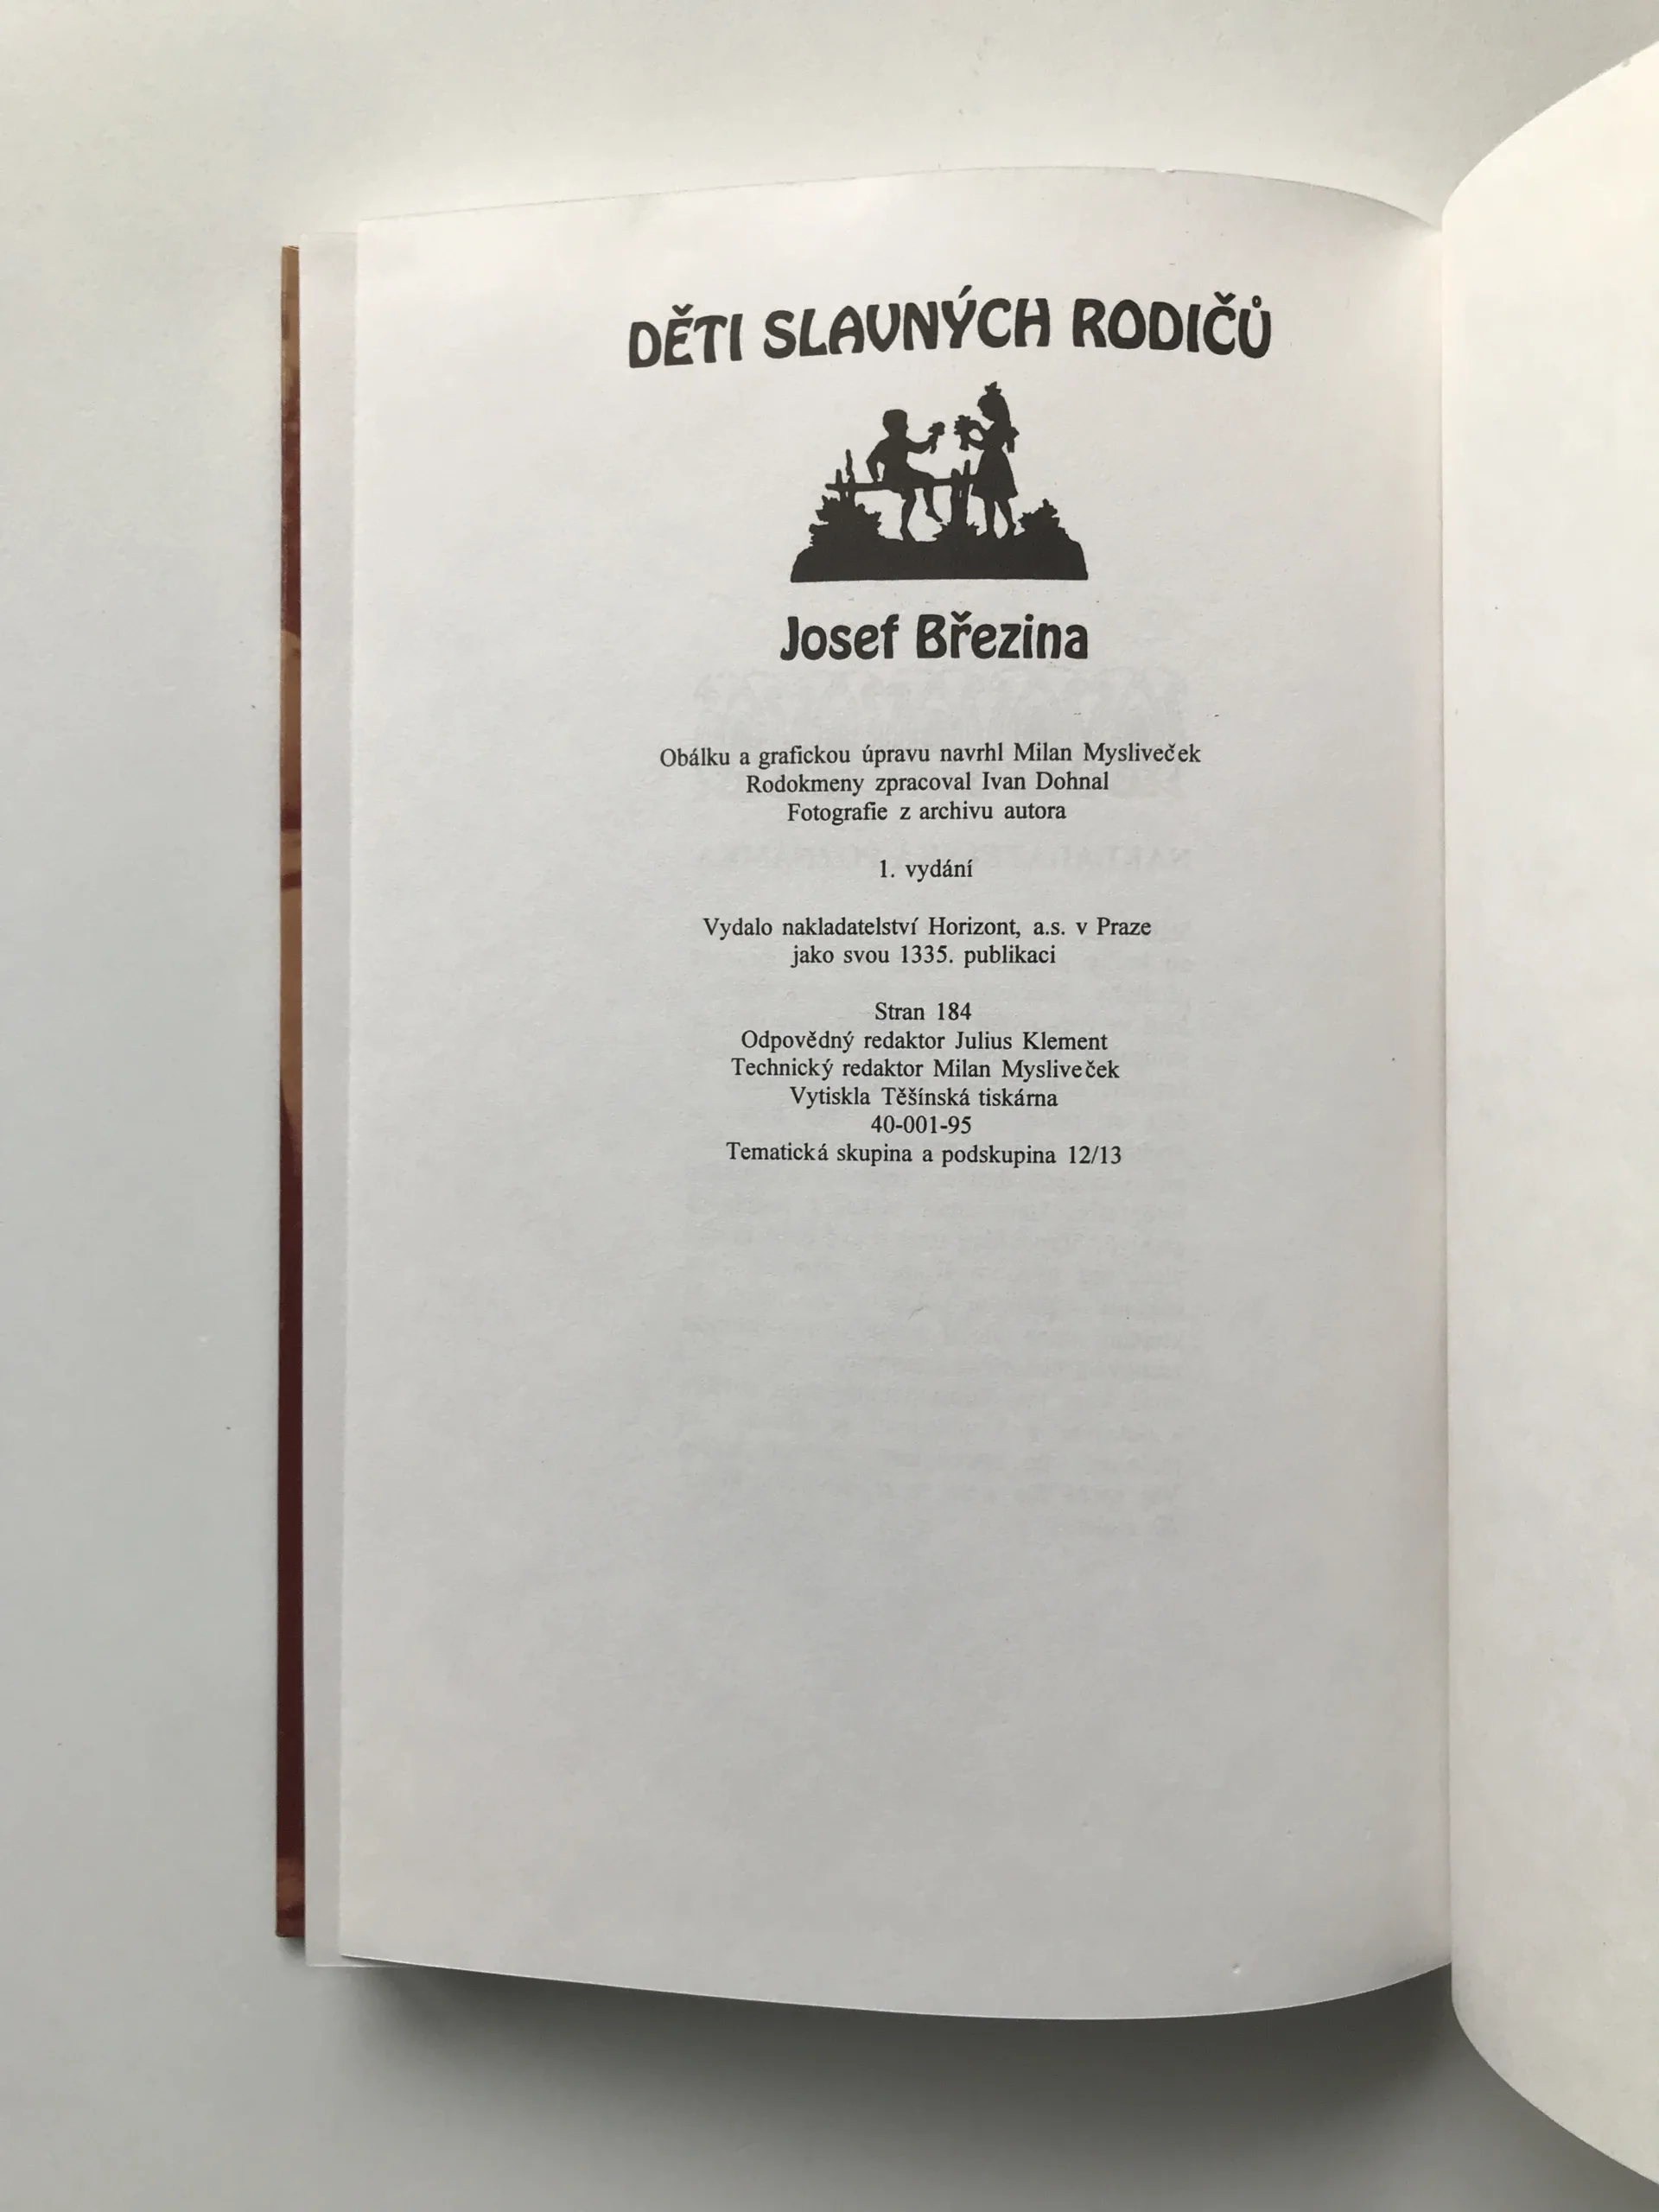 DĚTI SLAVNÝCH RODIČŮ
Josef Březina
Obálku a grafickou úpravu navrhl Milan Mysliveček
Rodokmeny zpracoval Ivan Dohnal
Fotografie z archivu autora
1. vydání
Vydalo nakladatelství Horizont, a.s. v Praze
jako svou 1335. publikaci
Stran 184
Odpovědný redaktor Julius Klement
Technický redaktor Milan Mysliveček
Vytiskla Těšínská tiskárna
40-001-95
Tematická skupina a podskupina 12/13